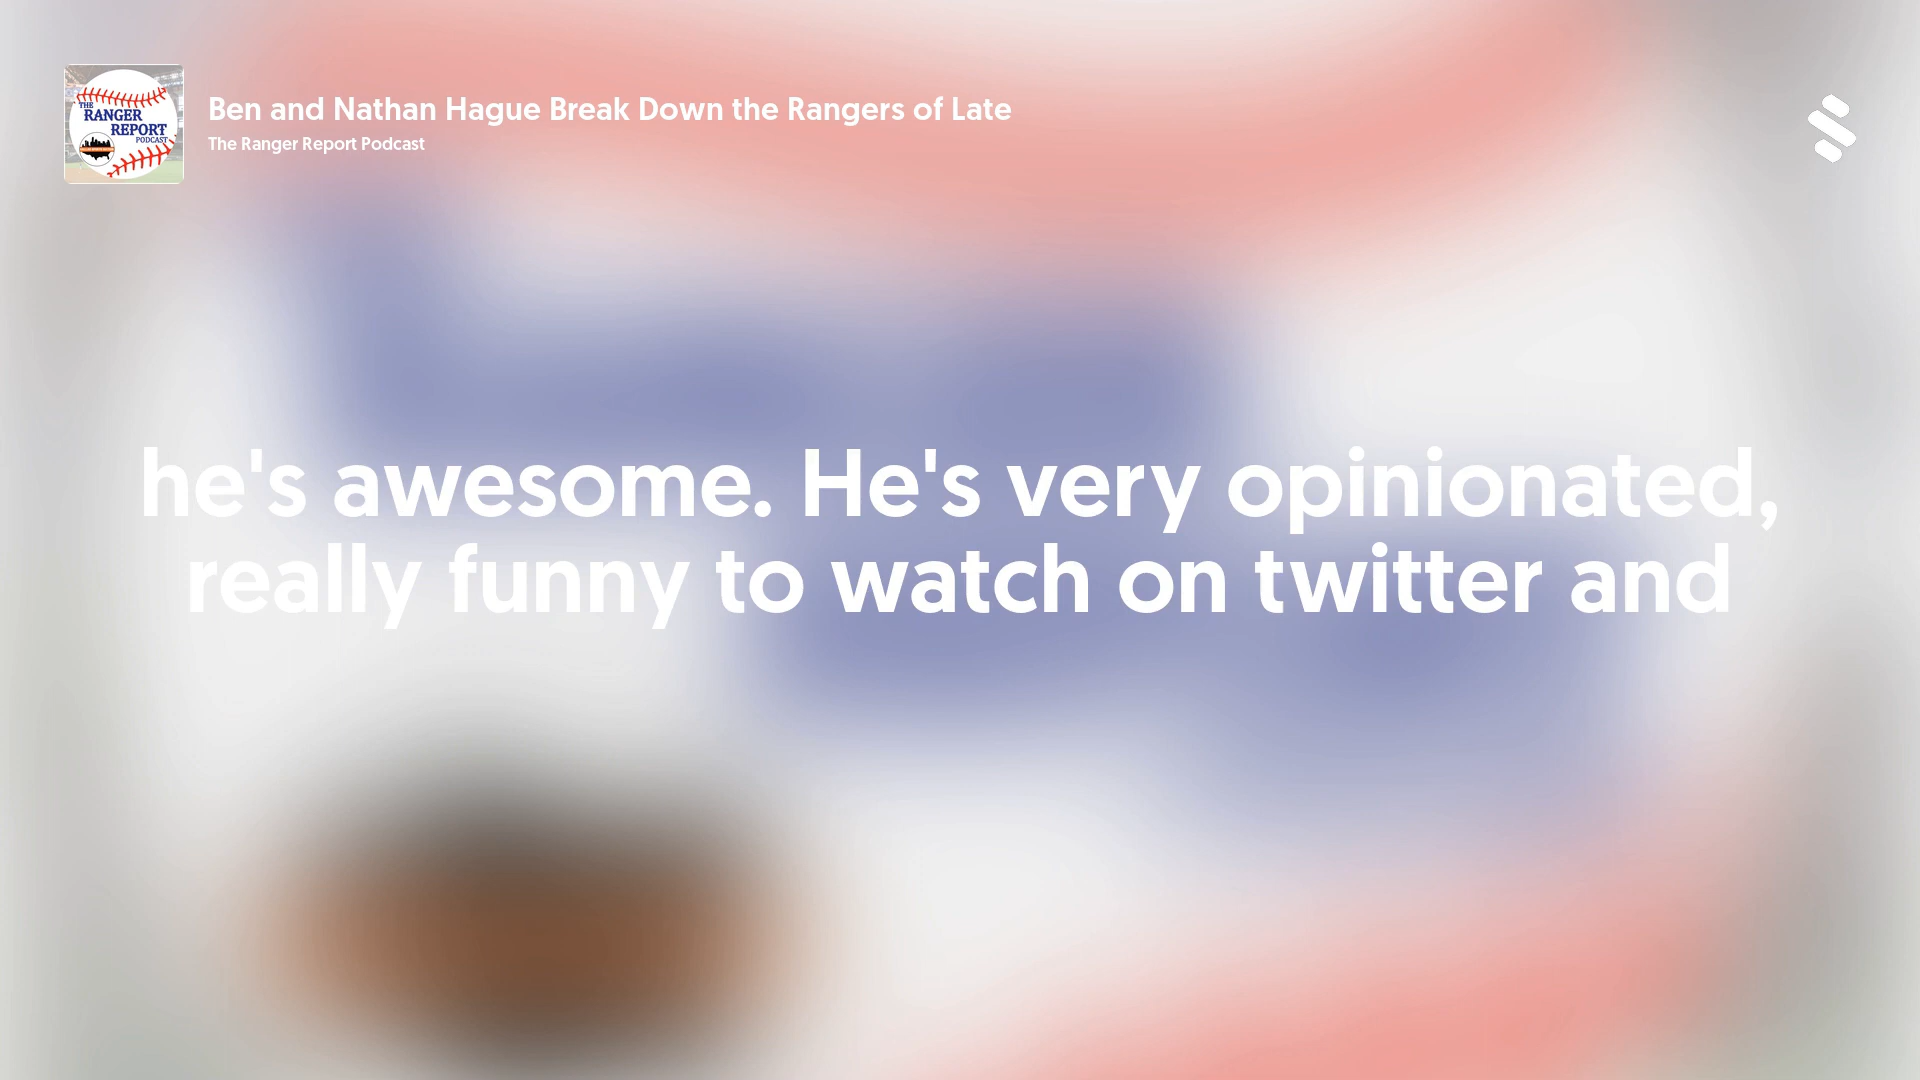 THE
RANGER
REPORT
PODCAST
Ben and Nathan Hague Break Down the Rangers of Late
The Ranger Report Podcast
he's awesome. He's very opinionated,
really funny to watch on twitter and